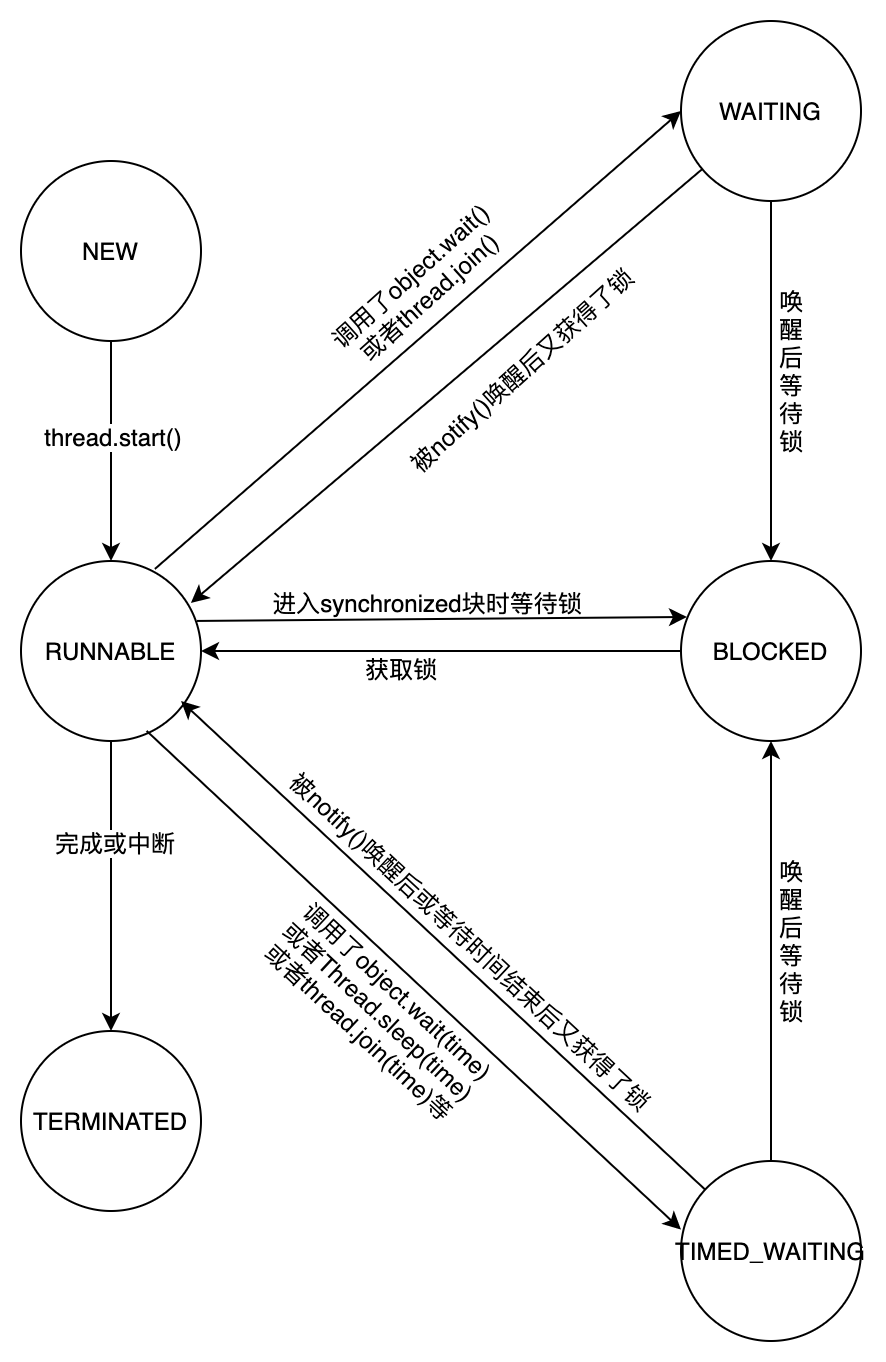 WAITING
NEW
调用了object.wait()
或者thread.join()
被notify()唤醒后又获得了锁
唤
醒
后
等
待
锁
thread.start()
进入synchronized块时等待锁
RUNNABLE
BLOCKED
获取锁
完成或中断
被notify()唤醒后或等待时间结束后又获得了锁
调用了object.wait(time)
或者Thread.sleep(time)
或者thread.join(time)等
唤
醒
后
等
待
锁
TERMINATED
TIMED_WAITING